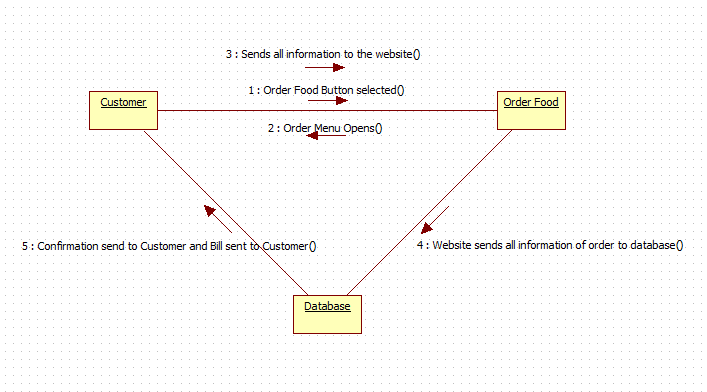 3 : Sends all information to the website()
1 : Order Food Button selected()
Customer
Order Food
2 : Order Menu Opens()
5 : Confirmation send to Customer and Bill sent to Customer()
4 : Website sends all information of order to database()
Database